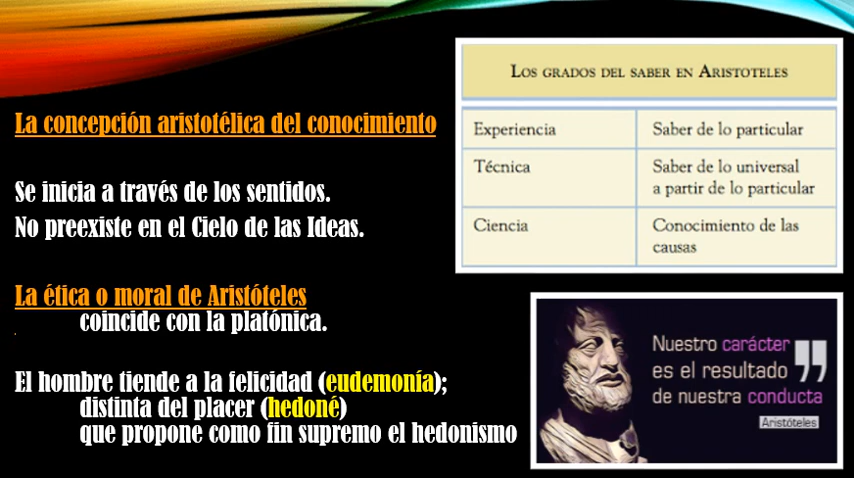 La concepción aristotélica del conocimiento
Se inicia a través de los sentidos.
No preexiste en el Cielo de las Ideas.
La ética o moral de Aristóteles
coincide con la platónica.
El hombre tiende a la felicidad (eudemonía);
distinta del placer (hedoné)
que propone como fin supremo el hedonismo
Los grados del saber en Aristoteles
Experiencia
Saber de lo particular
Técnica
Saber de lo universal
a partir de lo particular
Ciencia
Conocimiento de las
causas
Nuestro carácter
es el resultado
de nuestra conducta
”
Aristóteles